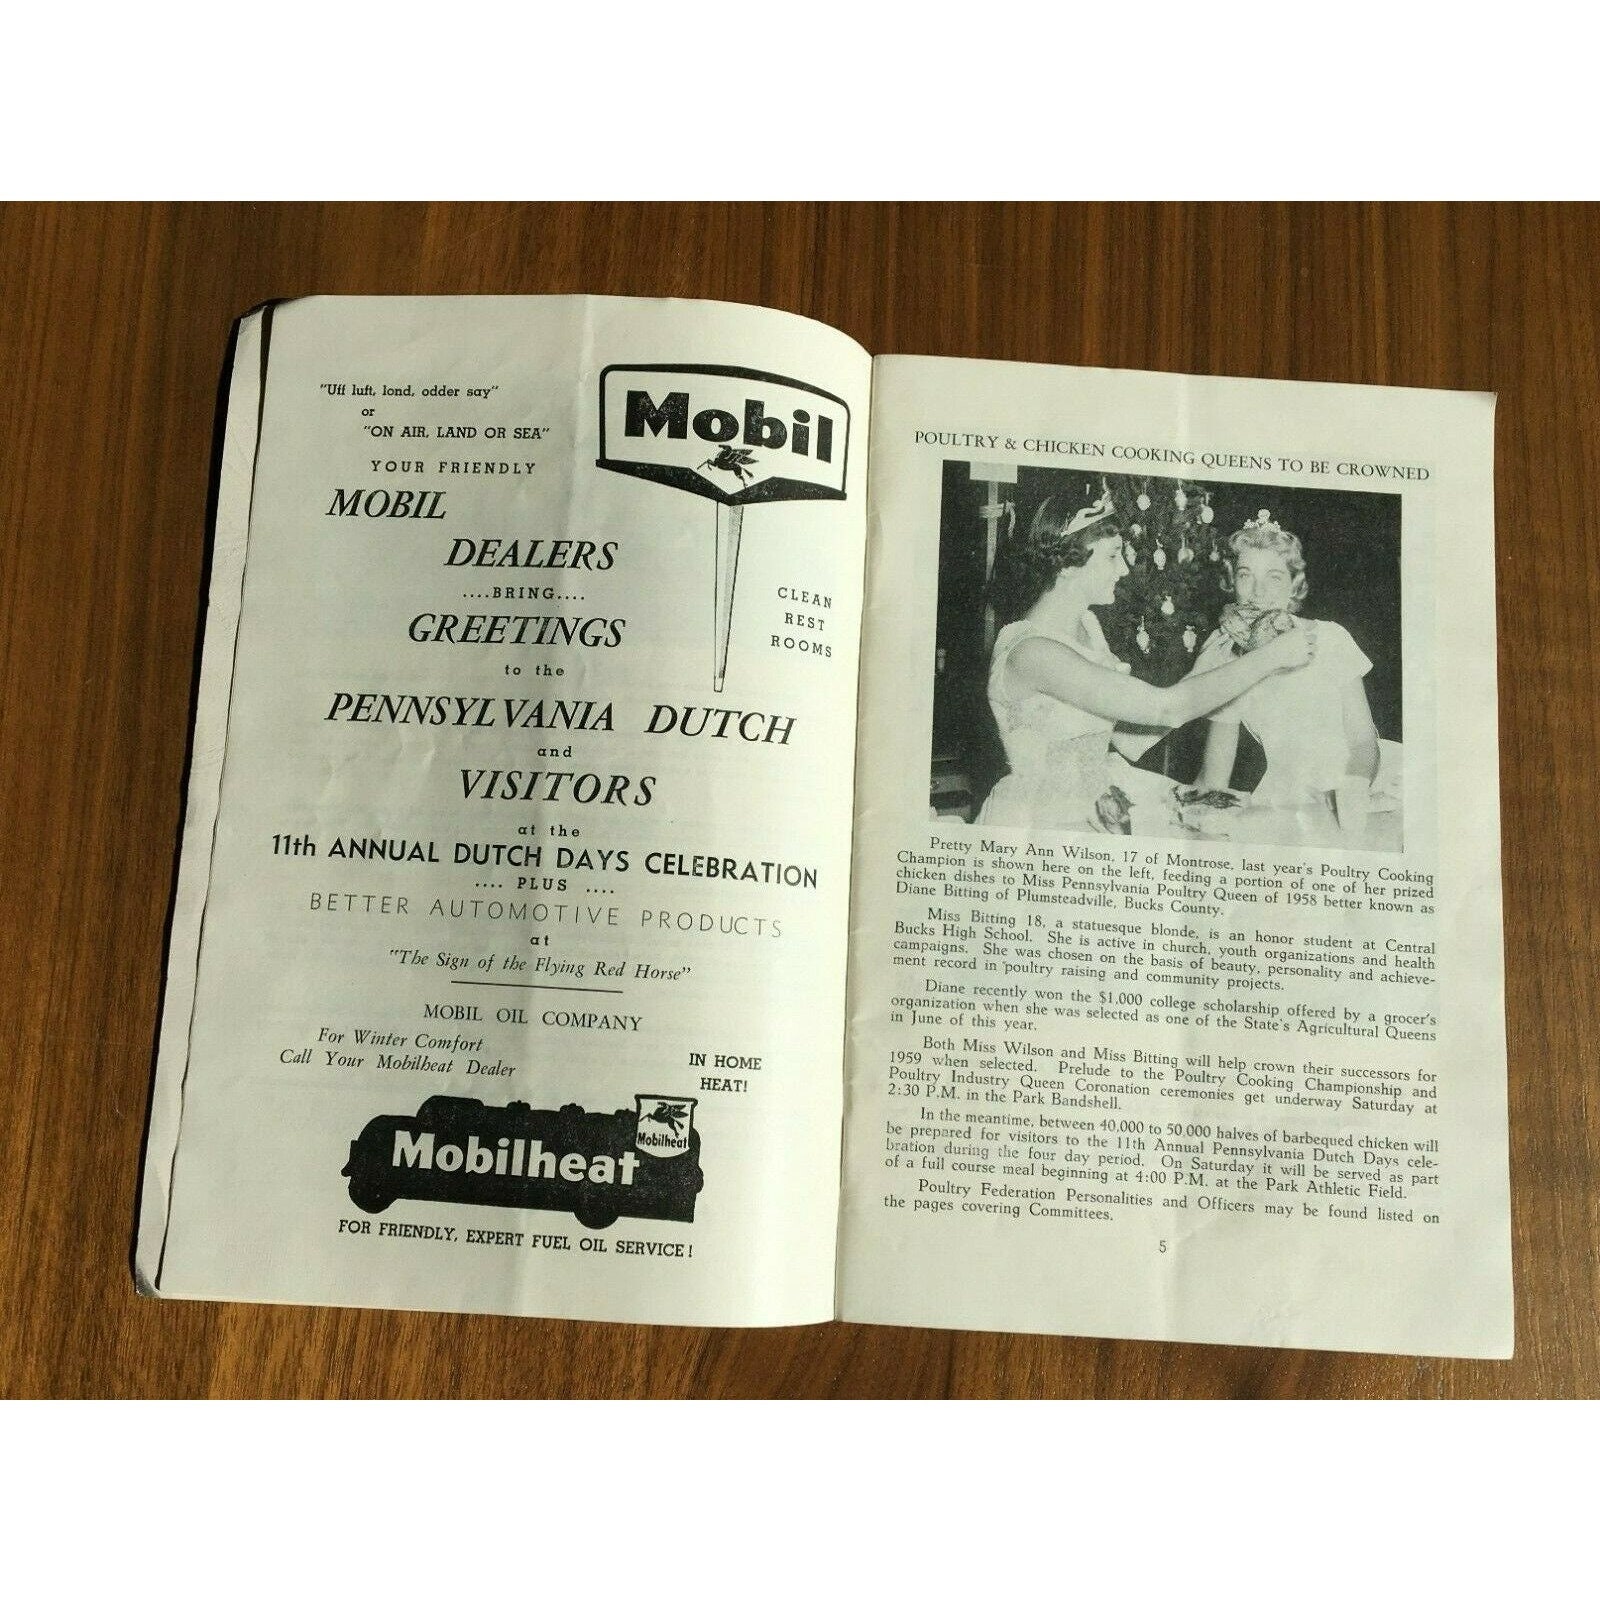 "Uff luft, lond, odder say"
or
"ON AIR, LAND OR SEA"
YOUR FRIENDLY
MOBIL
DEALERS
....BRING....
GREETINGS
to the
PENNSYLVANIA DUTCH
and
VISITORS
at the
11th ANNUAL DUTCH DAYS CELEBRATION
.... PLUS ....
BETTER AUTOMOTIVE PRODUCTS
at
"The Sign of the Flying Red Horse"
MOBIL OIL COMPANY
For Winter Comfort
Call Your Mobilheat Dealer
Mobil
CLEAN
REST
ROOMS
IN HOME
HEAT!
Mobilheat
Mobilheat
FOR FRIENDLY, EXPERT FUEL OIL SERVICE!
POULTRY & CHICKEN COOKING QUEENS TO BE CROWNED
Pretty Mary Ann Wilson, 17 of Montrose, last year's Poultry Cooking
Champion is shown here on the left, feeding a portion of one of her prized
chicken dishes to Miss Pennsylvania Poultry Queen of 1958 better known as
Diane Bitting of Plumsteadville, Bucks County.
Miss Bitting 18, a statuesque blonde, is an honor student at Central
Bucks High School. She is active in church, youth organizations and health
campaigns. She was chosen on the basis of beauty, personality and achieve-
ment record in poultry raising and community projects.
Diane recently won the $1,000 college scholarship offered by a grocer's
organization when she was selected as one of the State's Agricultural Queens
in June of this year.
Both Miss Wilson and Miss Bitting will help crown their successors for
1959 when selected. Prelude to the Poultry Cooking Championship and
Poultry Industry Queen Coronation ceremonies get underway Saturday at
2:30 P.M. in the Park Bandshell.
In the meantime, between 40,000 to 50,000 halves of barbequed chicken will
be prepared for visitors to the 11th Annual Pennsylvania Dutch Days cele-
bration during the four day period. On Saturday it will be served as part
of a full course meal beginning at 4:00 P.M. at the Park Athletic Field.
Poultry Federation Personalities and Officers may be found listed on
the pages covering Committees.
5